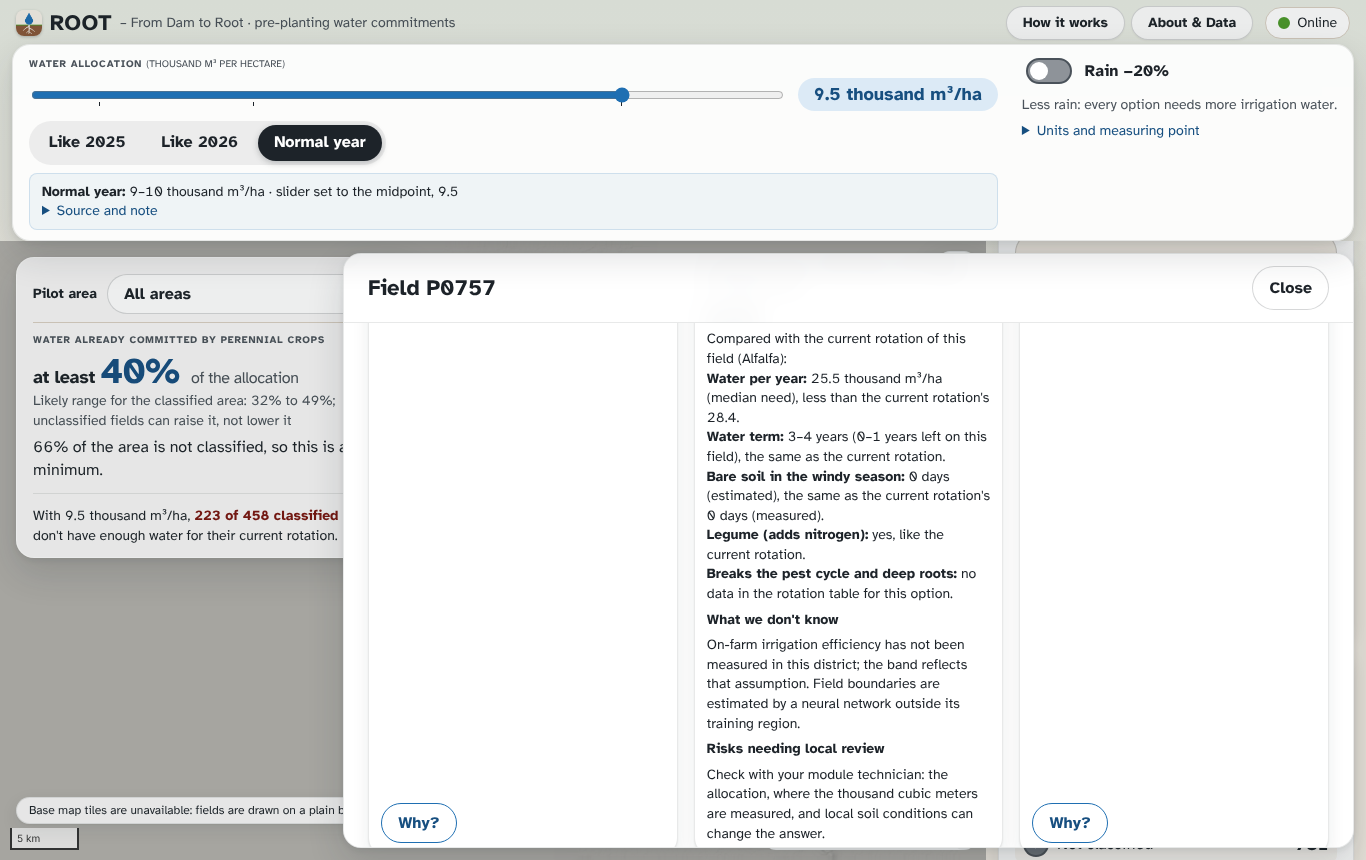 ROOT – From Dam to Root · pre-planting water commitments
How it works
About & Data
Online
WATER ALLOCATION (THOUSAND M³ PER HECTARE)
9.5 thousand m³/ha
Like 2025
Like 2026
Normal year
Normal year: 9–10 thousand m³/ha · slider set to the midpoint, 9.5
Source and note
Rain −20%
Less rain: every option needs more irrigation water.
Units and measuring point
Pilot area
All areas
WATER ALREADY COMMITTED BY PERENNIAL CROPS
at least 40% of the allocation
Likely range for the classified area: 32% to 49%;
unclassified fields can raise it, not lower it
66% of the area is not classified, so this is a
minimum.
With 9.5 thousand m³/ha, 223 of 458 classified
don't have enough water for their current rotation.
Base map tiles are unavailable: fields are drawn on a plain
5 km
Field P0757
Close
Why?
Compared with the current rotation of this
field (Alfalfa):
Water per year: 25.5 thousand m³/ha
(median need), less than the current rotation's
28.4.
Water term: 3–4 years (0–1 years left on this
field), the same as the current rotation.
Bare soil in the windy season: 0 days
(estimated), the same as the current rotation's
0 days (measured).
Legume (adds nitrogen): yes, like the
current rotation.
Breaks the pest cycle and deep roots: no
data in the rotation table for this option.
What we don't know
On-farm irrigation efficiency has not been
measured in this district; the band reflects
that assumption. Field boundaries are
estimated by a neural network outside its
training region.
Risks needing local review
Check with your module technician: the
allocation, where the thousand cubic meters
are measured, and local soil conditions can
change the answer.
Why?